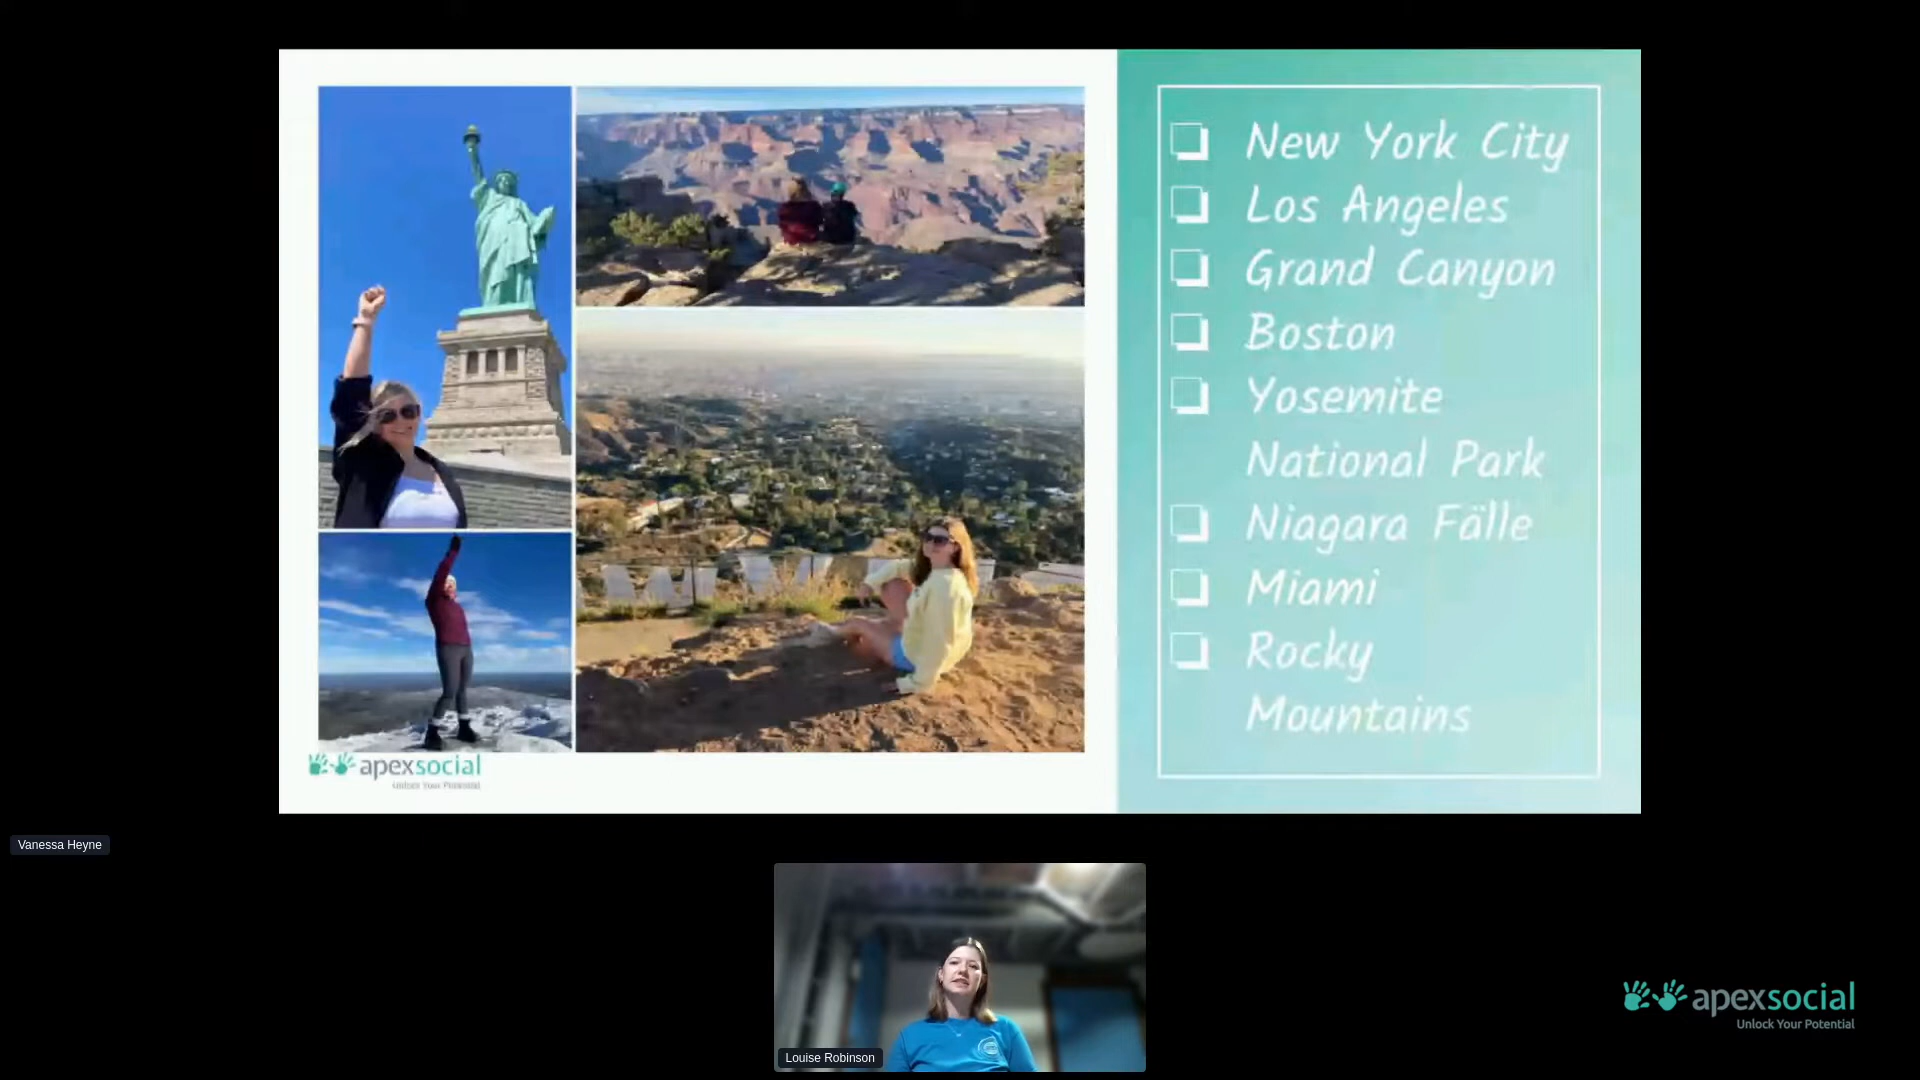 New York City
Los Angeles
Grand Canyon
Boston
Yosemite
National Park
Niagara Fälle
Miami
Rocky
Mountains
apexsocial
Unlock Your Potential
Vanessa Heyne
Louise Robinson
apexsocial
Unlock Your Potential